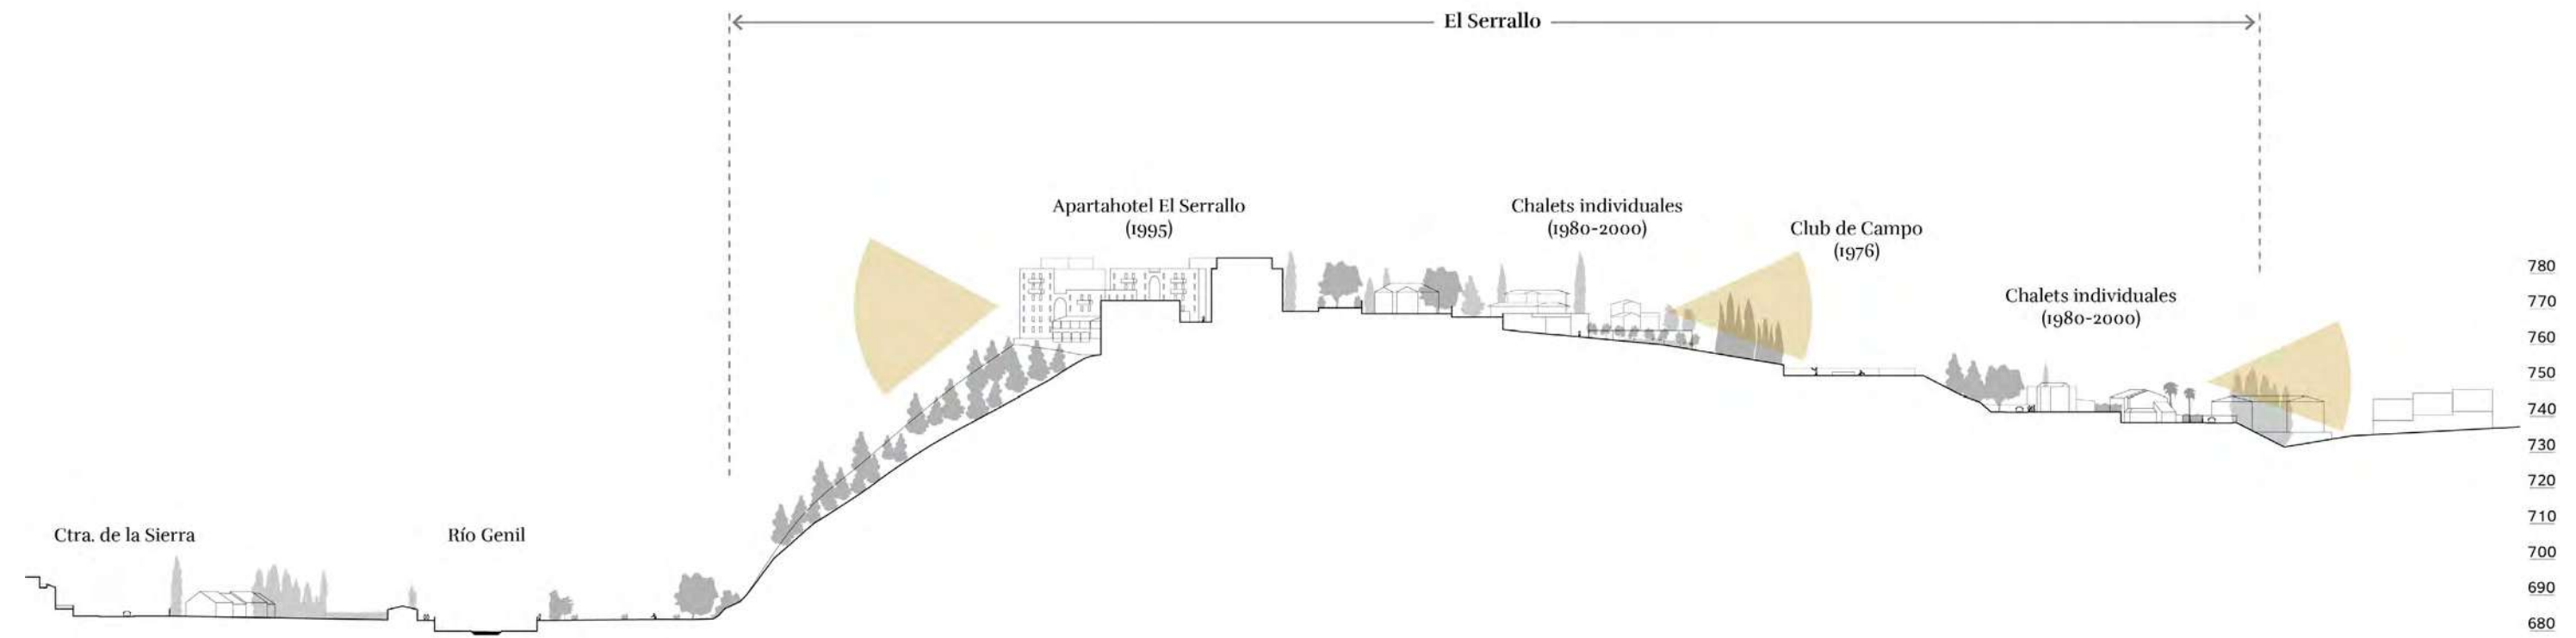 El Serrallo
Apartahotel El Serrallo
(1995)
Chalets individuales
(1980-2000)
Club de Campo
(1976)
Chalets individuales
(1980-2000)
Ctra. de la Sierra
Río Genil
780
770
760
750
740
730
720
710
700
690
680